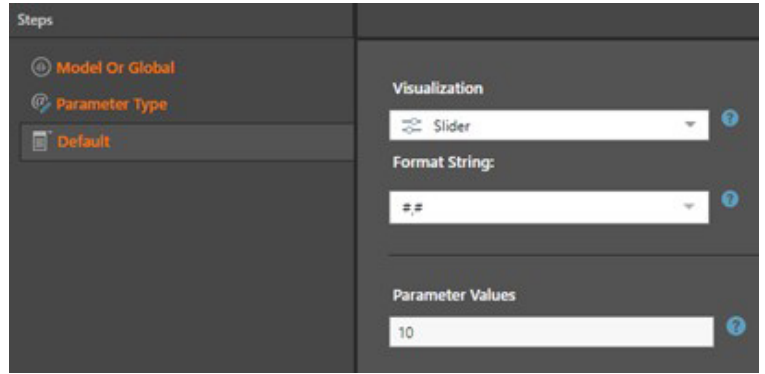 Steps
Model Or Global
Parameter Type
Default
Visualization
Slider
Format String:
#,#
Parameter Values
10